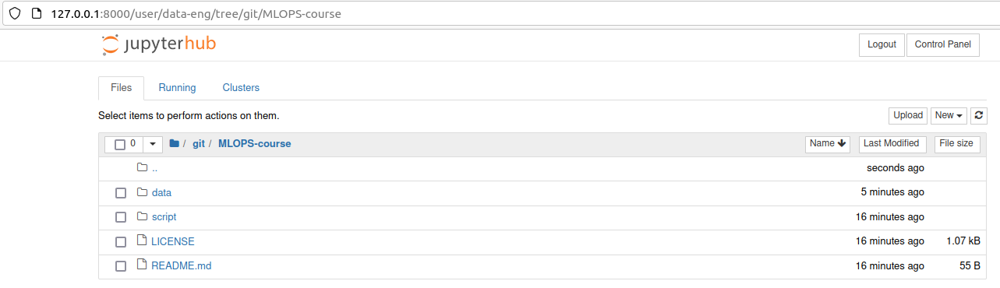 127.0.0.1:8000/user/data-eng/tree/git/MLOPS-course
jupyterhub Logout Control Panel
Files Running Clusters
Select items to perform actions on them. Upload New
0 / git / MLOPS-course Name Last Modified File size
.. seconds ago
data 5 minutes ago
script 16 minutes ago
LICENSE 16 minutes ago 1.07 kB
README.md 16 minutes ago 55 B